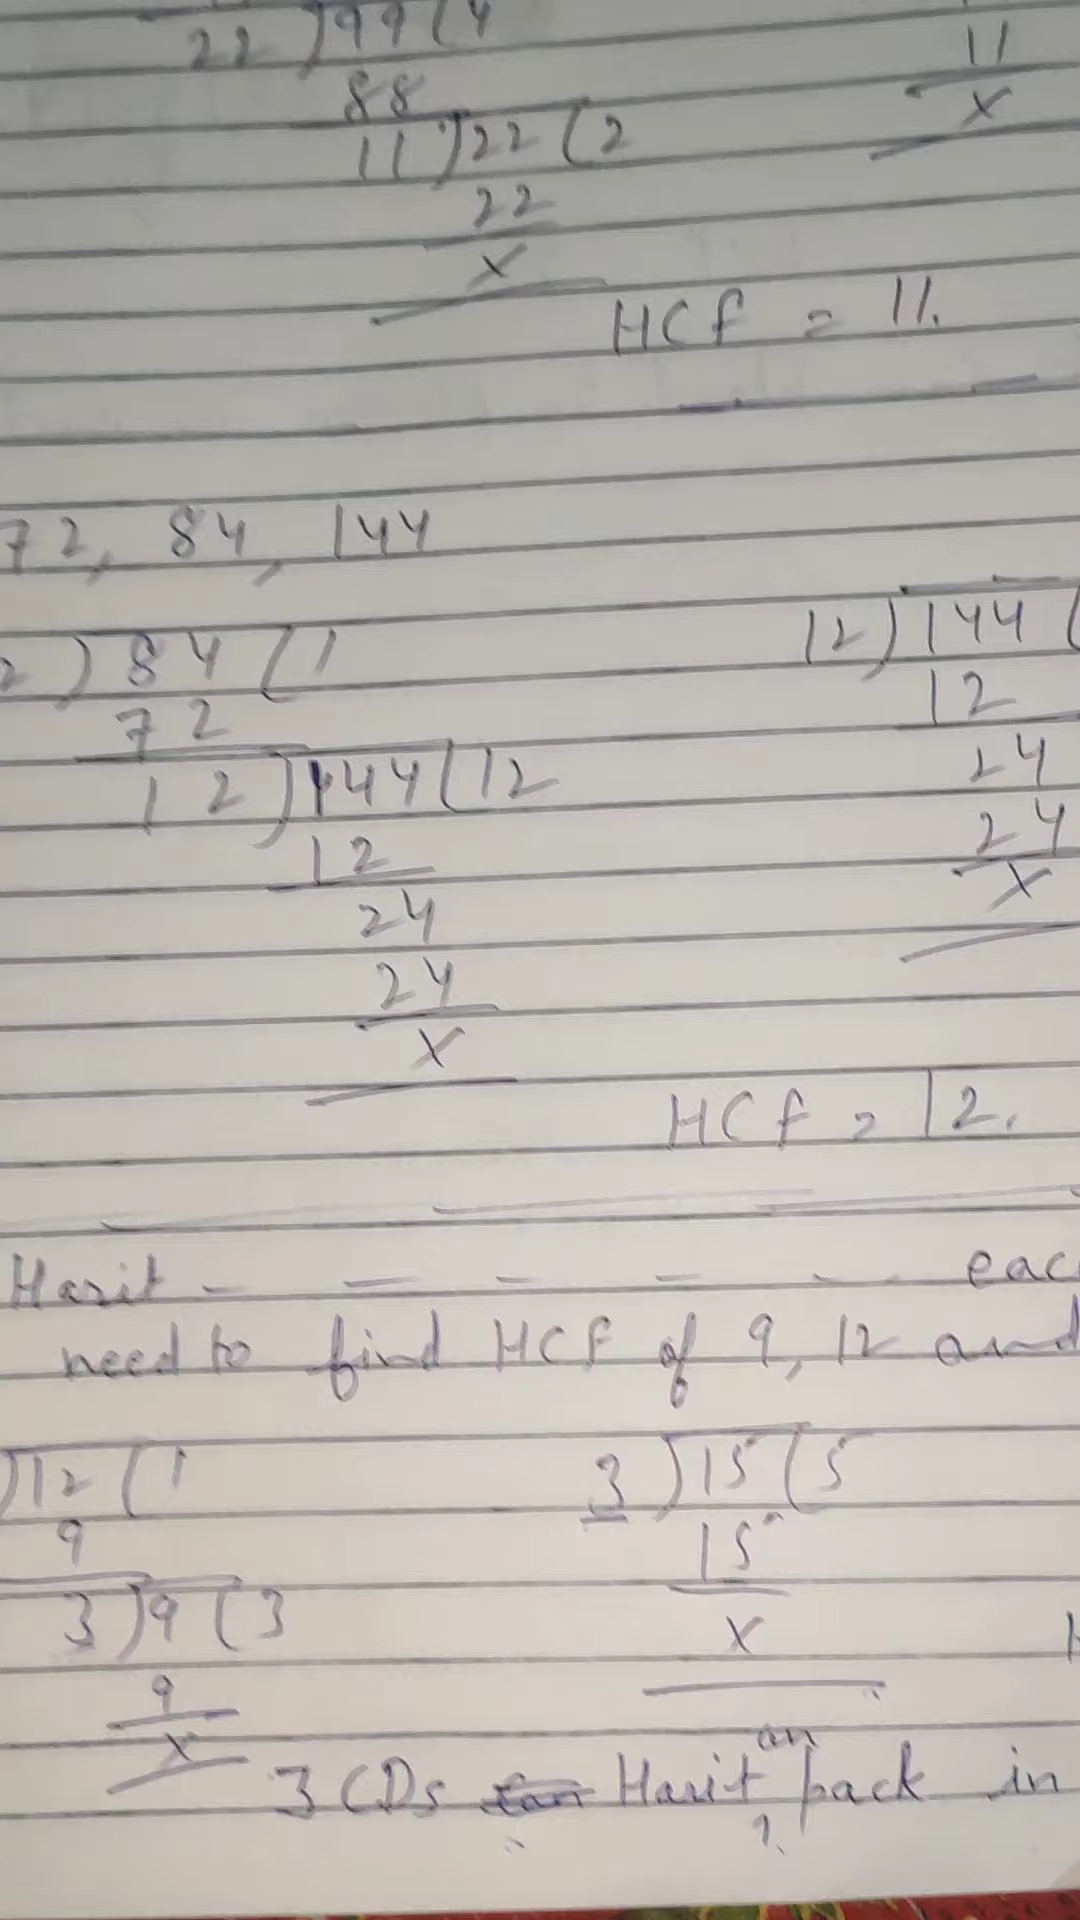 22 ) 99 ( 4
88
11 ) 22 ( 2
22
x
11
x
HCF = 11.
72, 84, 144
2 ) 84 ( 1
72
12 ) 144 ( 12
12
24
24
x
12 ) 144 (
12
24
24
x
HCF = 12.
Harit - - - - - eac
need to find HCF of 9, 12 and
) 12 ( 1
9
3 ) 9 ( 3
9
x
3 ) 15 ( 5
15
x
3 CDs Harit can pack in